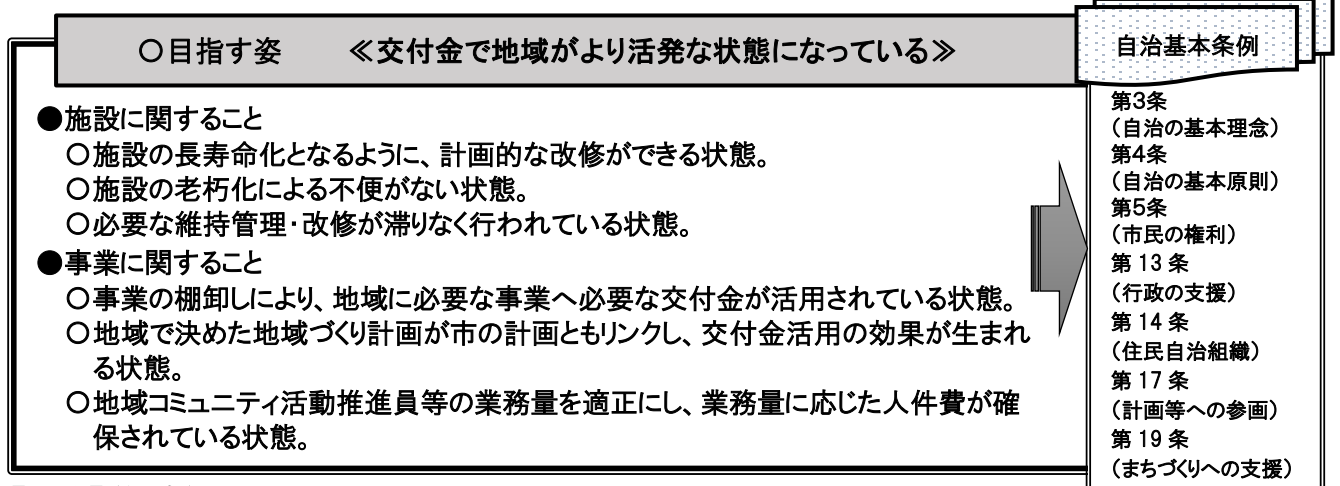 〇目指す姿　　≪交付金で地域がより活発な状態になっている≫
●施設に関すること
〇施設の長寿命化となるように、計画的な改修ができる状態。
〇施設の老朽化による不便がない状態。
〇必要な維持管理・改修が滞りなく行われている状態。
●事業に関すること
〇事業の棚卸しにより、地域に必要な事業へ必要な交付金が活用されている状態。
〇地域で決めた地域づくり計画が市の計画ともリンクし、交付金活用の効果が生まれ
る状態。
〇地域コミュニティ活動推進員等の業務量を適正にし、業務量に応じた人件費が確
保されている状態。
自治基本条例
第3条
（自治の基本理念）
第4条
（自治の基本原則）
第5条
（市民の権利）
第 13 条
（行政の支援）
第 14 条
（住民自治組織）
第 17 条
（計画等への参画）
第 19 条
（まちづくりへの支援）